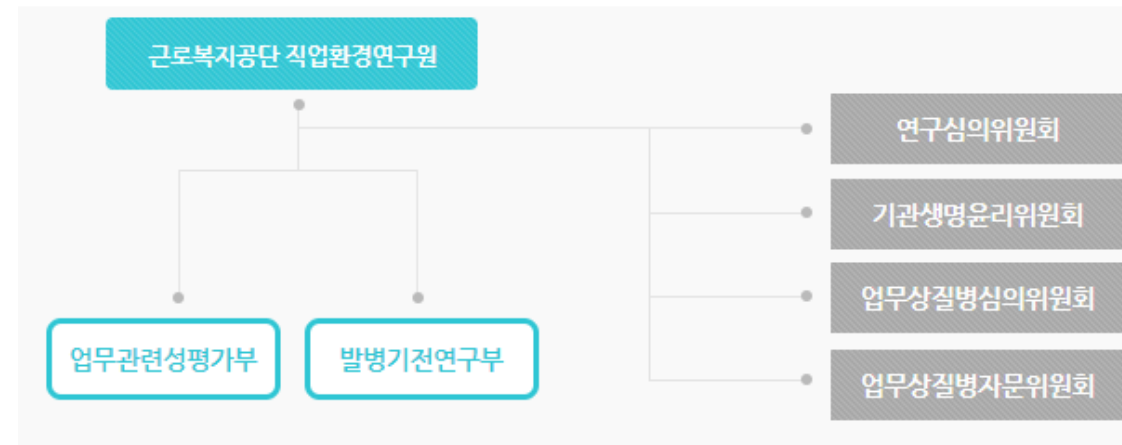 근로복지공단 직업환경연구원
연구심의위원회
기관생명윤리위원회
업무상질병심의위원회
업무상질병자문위원회
업무관련성평가부
발병기전연구부